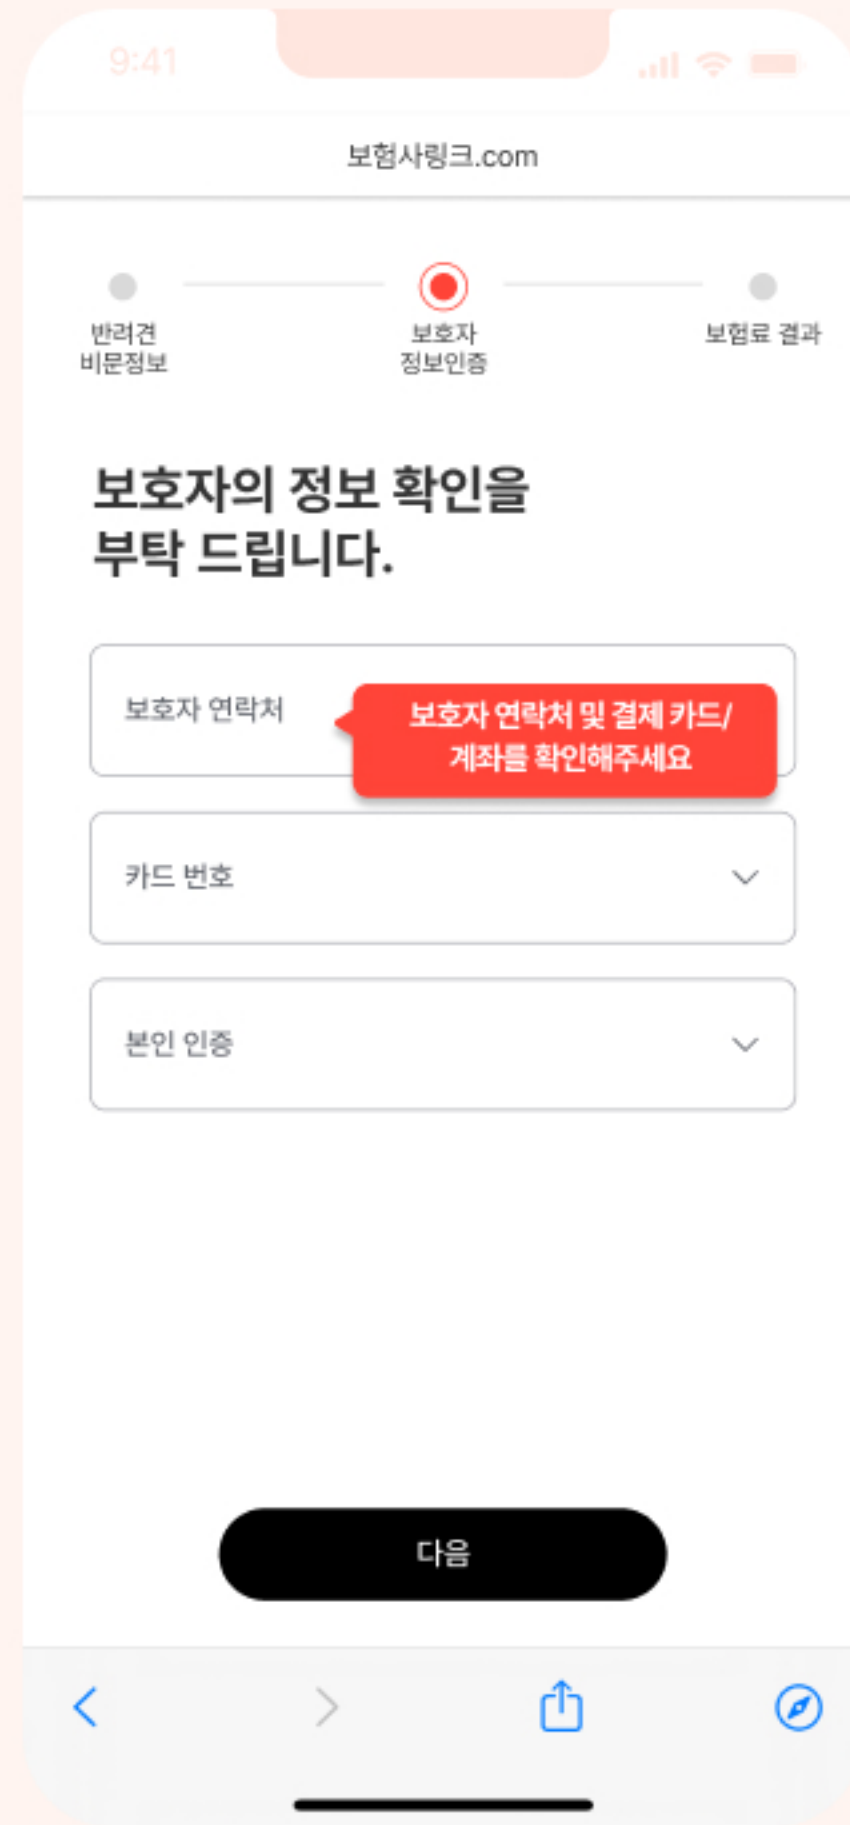 9:41
보험사링크.com
반려견
비문정보
보호자
정보인증
보험료 결과
보호자의 정보 확인을
부탁 드립니다.
보호자 연락처
보호자 연락처 및 결제 카드/
계좌를 확인해주세요
카드 번호
본인 인증
다음